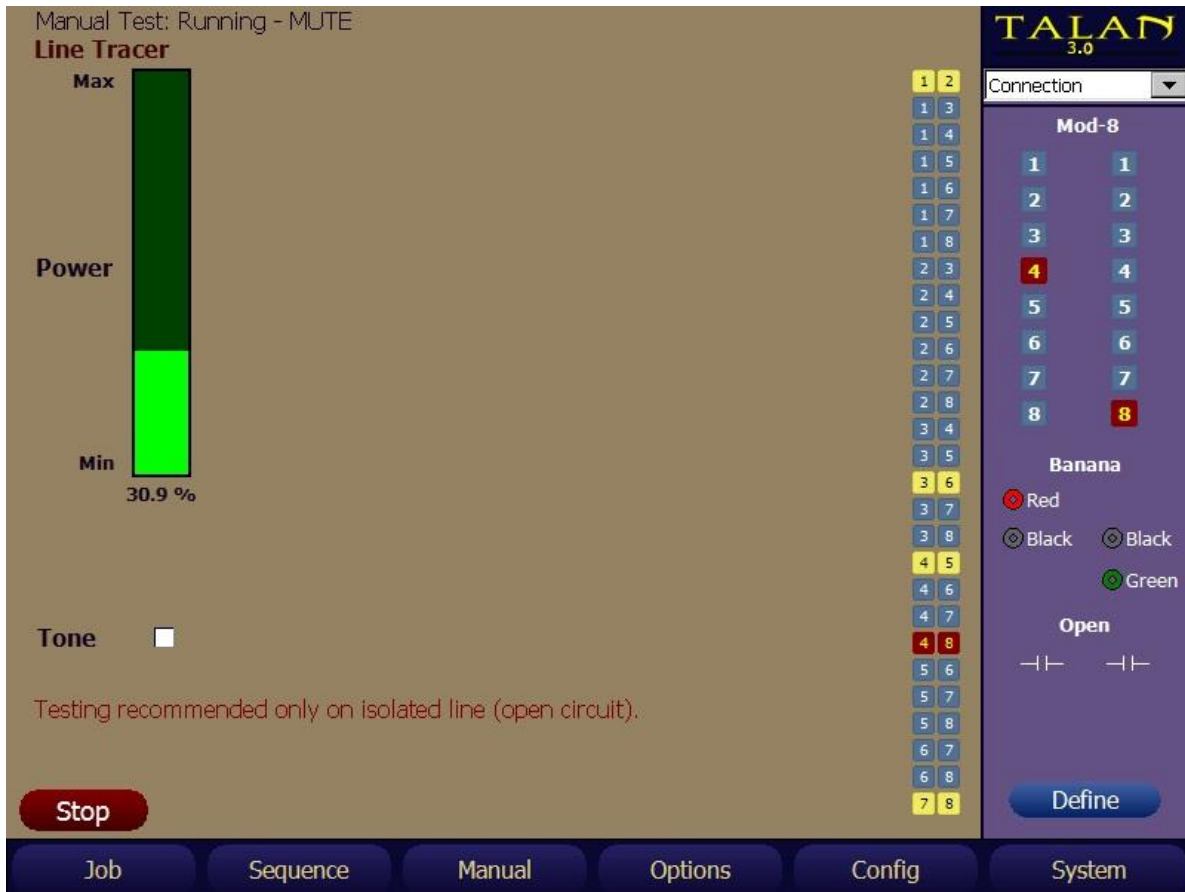 Manual Test: Running - MUTE
Line Tracer
Max
Power
Min
30.9 %
Tone
Testing recommended only on isolated line (open circuit).
Stop
1 2
1 3
1 4
1 5
1 6
1 7
1 8
2 3
2 4
2 5
2 6
2 7
2 8
3 4
3 5
3 6
3 7
3 8
4 5
4 6
4 7
4 8
5 6
5 7
5 8
6 7
6 8
7 8
TALAN
3.0
Connection
Mod-8
1 1
2 2
3 3
4 4
5 5
6 6
7 7
8 8
Banana
Red
Black Black
Green
Open
Define
Job Sequence Manual Options Config System